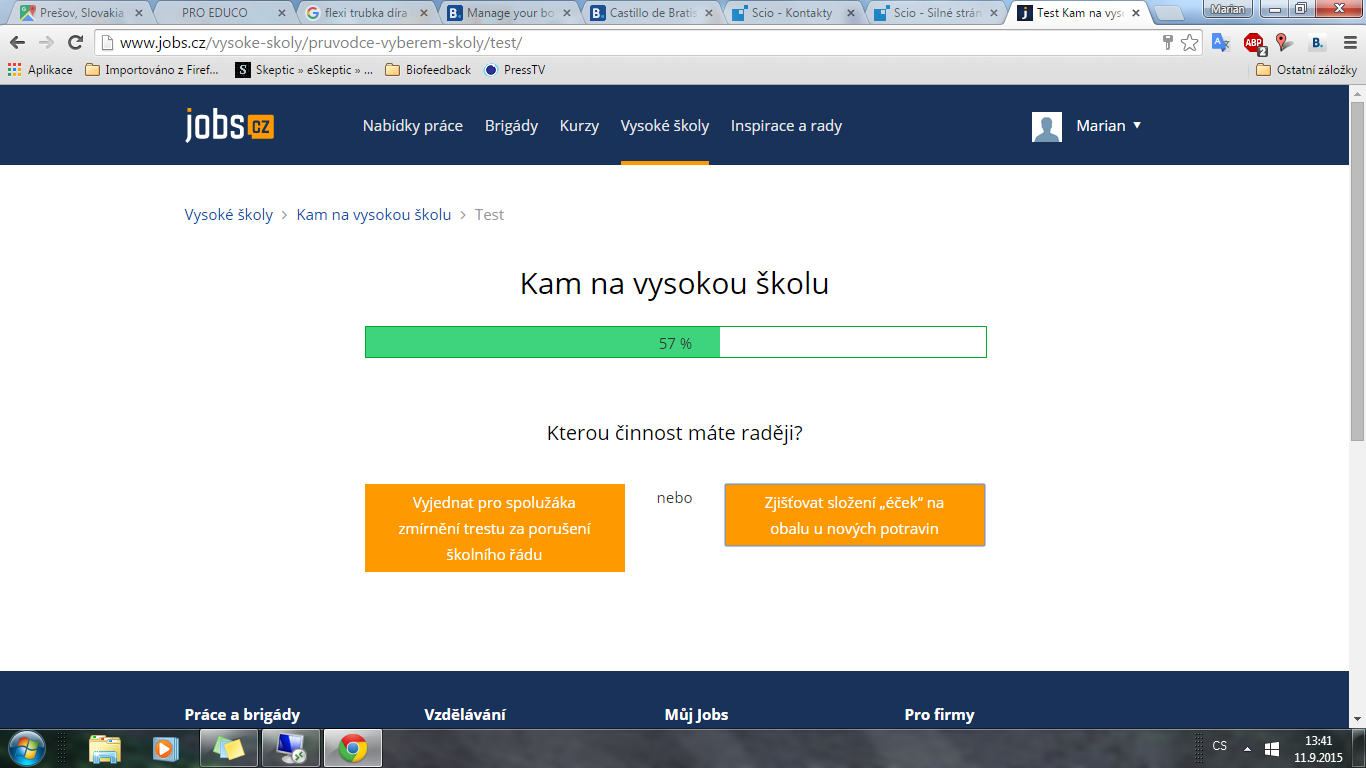 Prešov, Slovakia
PRO EDUCO
flexi trubka díra
Manage your bo
Castillo de Bratis
Scio - Kontakty
Scio - Silné strán
Test Kam na vyso
Marian
www.jobs.cz/vysoke-skoly/pruvodce-vyberem-skoly/test/
ABP
2
B.
Aplikace
Importováno z Firef...
Skeptic » eSkeptic » ...
Biofeedback
PressTV
Ostatní záložky
jobs CZ
Nabídky práce
Brigády
Kurzy
Vysoké školy
Inspirace a rady
Marian
Vysoké školy > Kam na vysokou školu > Test
Kam na vysokou školu
57 %
Kterou činnost máte raději?
Vyjednat pro spolužáka
zmírnění trestu za porušení
školního řádu
nebo
Zjišťovat složení „éček“ na
obalu u nových potravin
Práce a brigády
Vzdělávání
Můj Jobs
Pro firmy
CS
13:41
11.9.2015